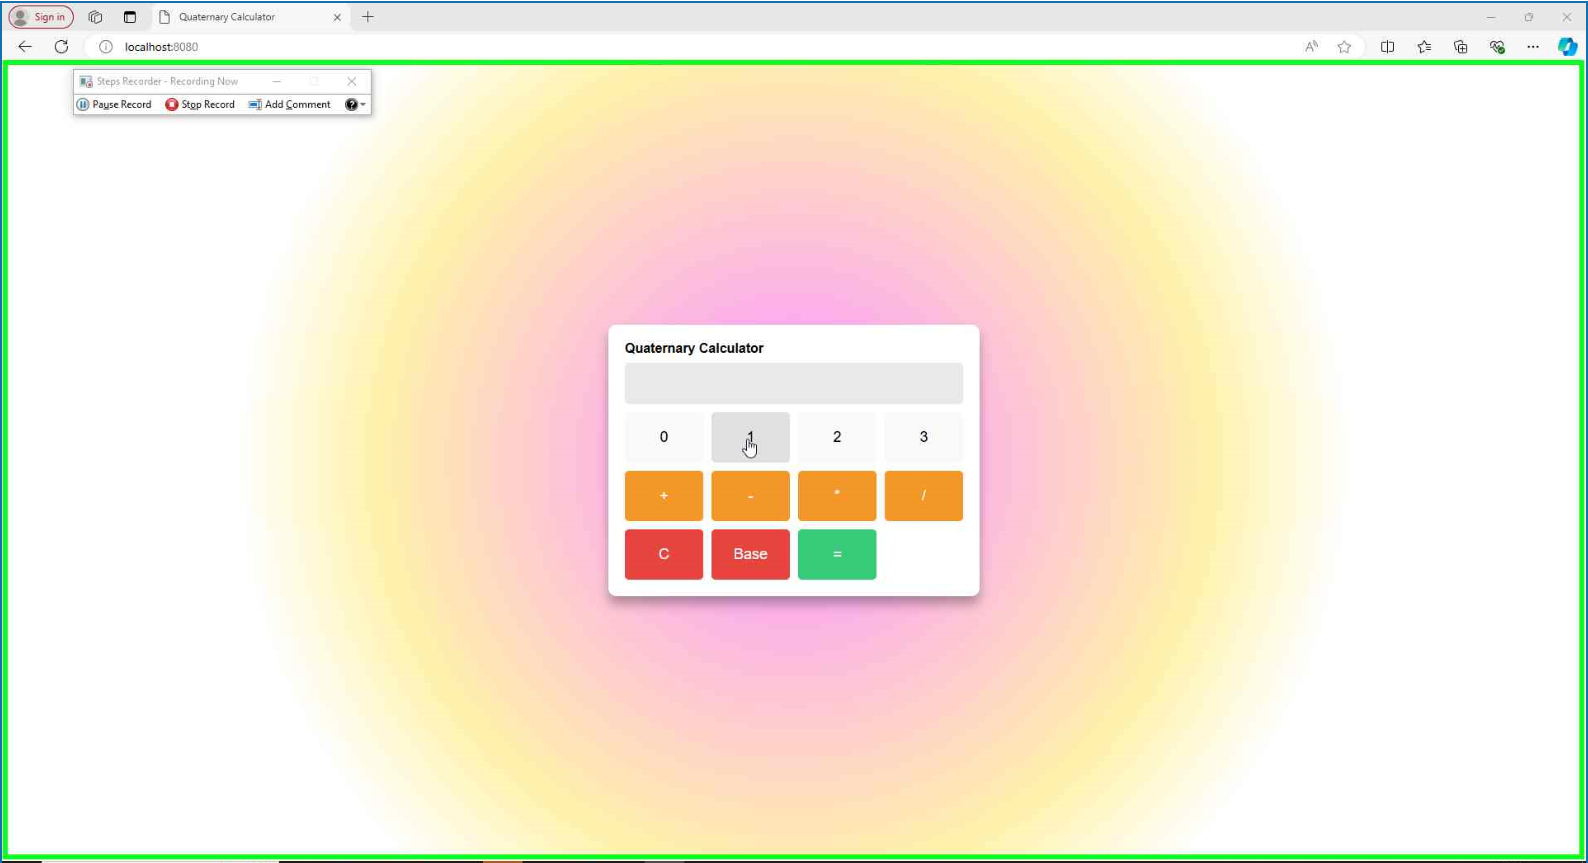 Sign in
Quaternary Calculator
localhost:8080
Steps Recorder - Recording Now
Pause Record Stop Record Add Comment ?
Quaternary Calculator
0 1 2 3
+ - * /
C Base =